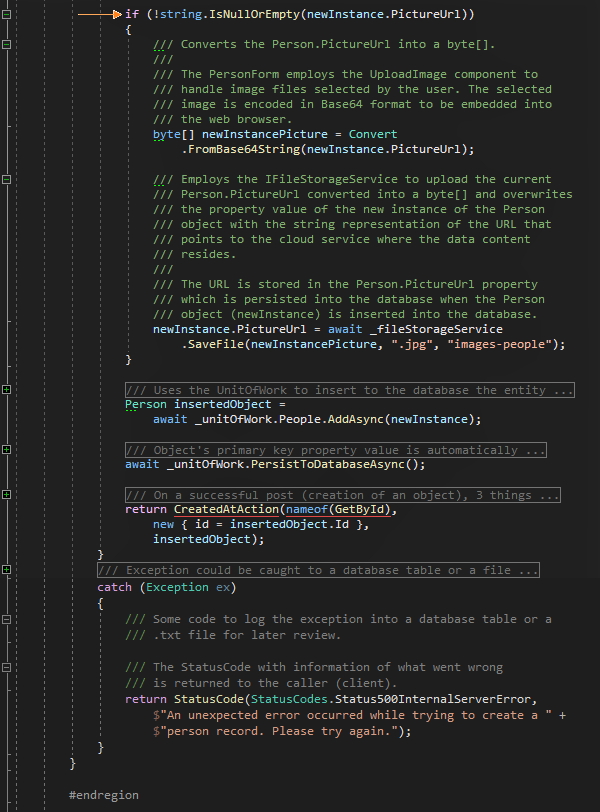 if (!string.IsNullOrEmpty(newInstance.PictureUrl))
{
/// Converts the Person.PictureUrl into a byte[].
///
/// The PersonForm employs the UploadImage component to
/// handle image files selected by the user. The selected
/// image is encoded in Base64 format to be embedded into
/// the web browser.
byte[] newInstancePicture = Convert
.FromBase64String(newInstance.PictureUrl);
/// Employs the IFileStorageService to upload the current
/// Person.PictureUrl converted into a byte[] and overwrites
/// the property value of the new instance of the Person
/// object with the string representation of the URL that
/// points to the cloud service where the data content
/// resides.
///
/// The URL is stored in the Person.PictureUrl property
/// which is persisted into the database when the Person
/// object (newInstance) is inserted into the database.
newInstance.PictureUrl = await _fileStorageService
.SaveFile(newInstancePicture, ".jpg", "images-people");
}
/// Uses the UnitOfWork to insert to the database the entity ...
Person insertedObject =
await _unitOfWork.People.AddAsync(newInstance);
/// Object's primary key property value is automatically ...
await _unitOfWork.PersistToDatabaseAsync();
/// On a successful post (creation of an object), 3 things ...
return CreatedAtAction(nameof(GetById),
new { id = insertedObject.Id },
insertedObject);
}
/// Exception could be caught to a database table or a file ...
catch (Exception ex)
{
/// Some code to log the exception into a database table or a
/// .txt file for later review.
/// The StatusCode with information of what went wrong
/// is returned to the caller (client).
return StatusCode(StatusCodes.Status500InternalServerError,
$"An unexpected error occurred while trying to create a " +
$"person record. Please try again.");
}
}
#endregion